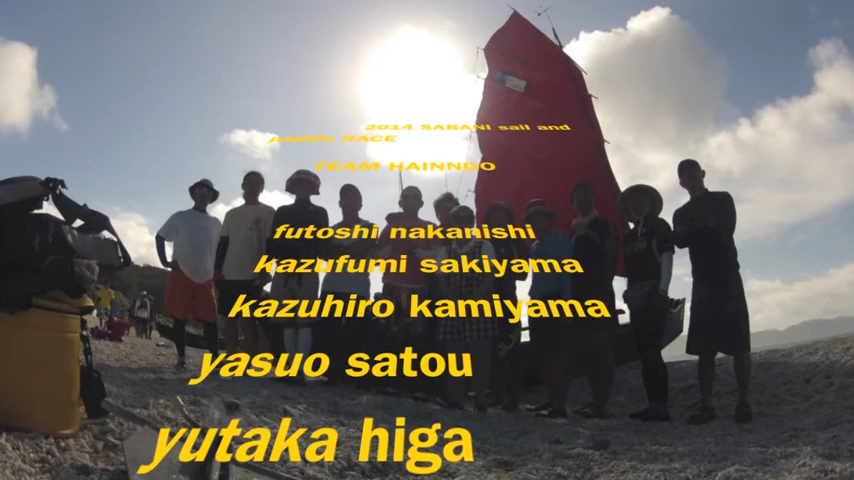 2014 SABANI sail and
paddle RACE
TEAM HAINNDO
futoshi nakanishi
kazufumi sakiyama
kazuhiro kamiyama
yasuo satou
yutaka higa